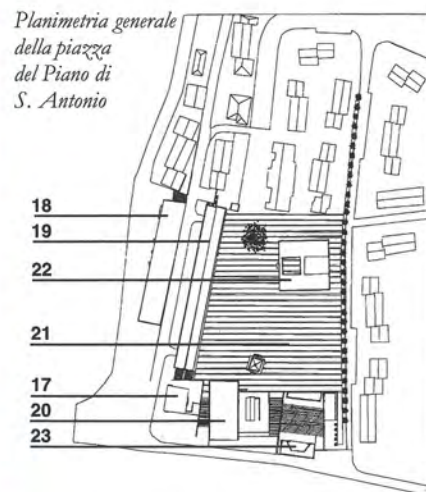 Planimetria generale
della piazza
del Piano di
S. Antonio
18
19
22
21
17
20
23